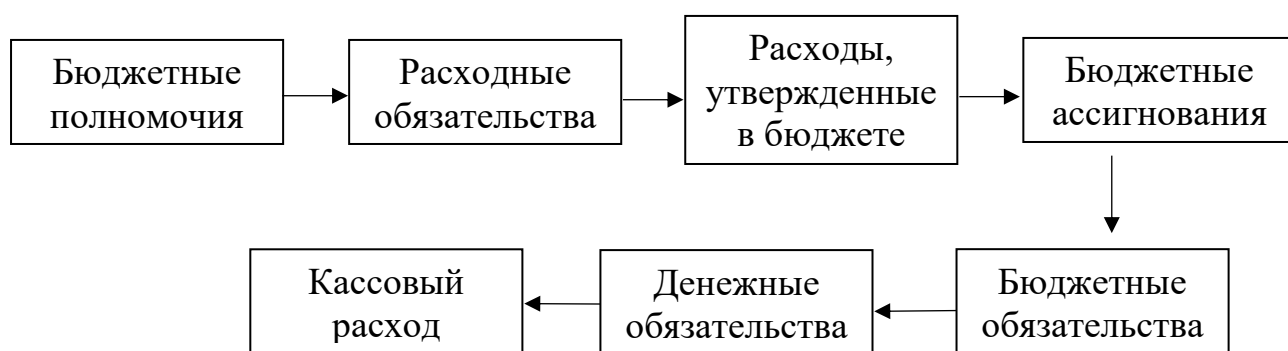 Бюджетные
полномочия
Расходные
обязательства
Расходы,
утвержденные
в бюджете
Бюджетные
ассигнования
Бюджетные
обязательства
Денежные
обязательства
Кассовый
расход